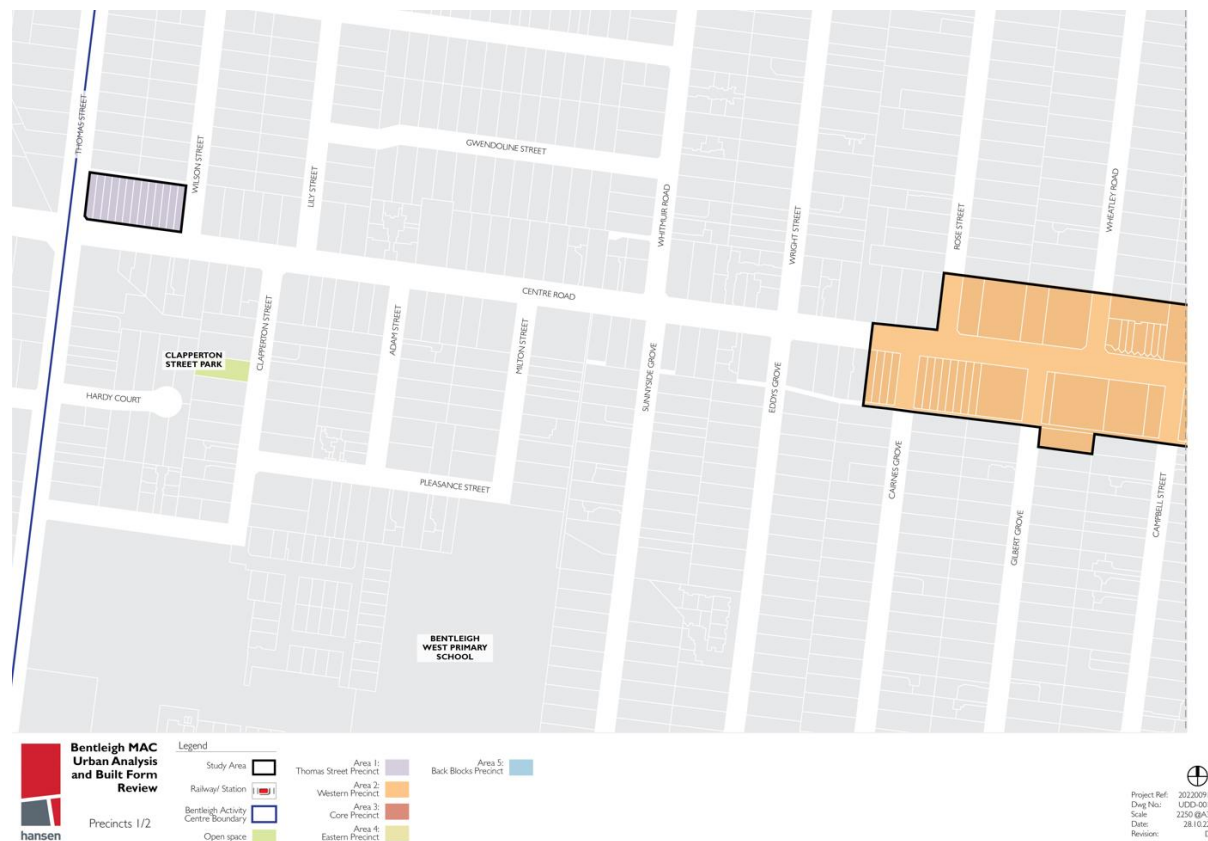 THOMAS STREET
WILSON STREET
LILY STREET
GWENDOLINE STREET
WHITMUIR ROAD
WRIGHT STREET
ROSE STREET
WHEATLEY ROAD
CENTRE ROAD
CLAPPERTON
STREET PARK
CLAPPERTON STREET
ADAM STREET
MILTON STREET
SUNNYSIDE GROVE
EDDYS GROVE
HARDY COURT
CAIRNES GROVE
GILBERT GROVE
CAMPBELL STREET
PLEASANCE STREET
BENTLEIGH
WEST PRIMARY
SCHOOL
hansen
Bentleigh MAC
Urban Analysis
and Built Form
Review
Precincts 1/2
Legend
Study Area
Railway/ Station
Bentleigh Activity
Centre Boundary
Open space
Area 1:
Thomas Street Precinct
Area 2:
Western Precinct
Area 3:
Core Precinct
Area 4:
Eastern Precinct
Area 5:
Back Blocks Precinct
Project Ref:
Dwg No.:
Scale
Date:
Revision: